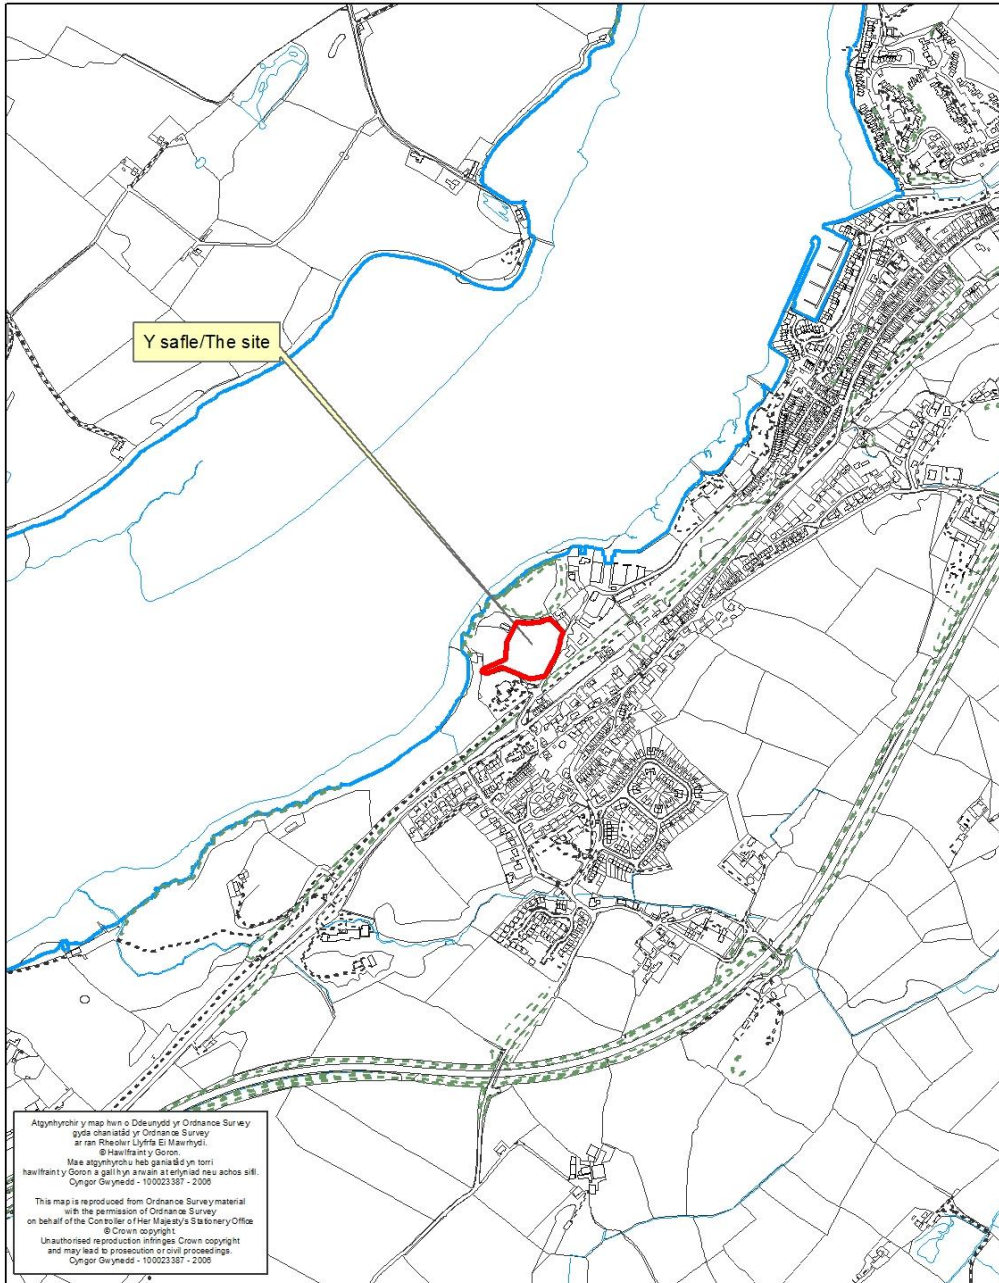 Y safle/The site
Atgynhyrchir y map hwn o Ddeunydd yr Ordnance Survey
gyda chaniatâd yr Ordnance Survey
ar ran Rheolwr Llyfrfa Ei Mawrhydi.
© Hawlfraint y Goron.
Mae atgynhyrchu heb ganiatâd yn torri
hawlfraint y Goron a gall hyn arwain at erlyniad neu achos sifil.
Cyngor Gwynedd - 100023387 - 2006
This map is reproduced from Ordnance Survey material
with the permission of Ordnance Survey
on behalf of the Controller of Her Majesty's Stationery Office
© Crown copyright.
Unauthorised reproduction infringes Crown copyright
and may lead to prosecution or civil proceedings.
Cyngor Gwynedd - 100023387 - 2006